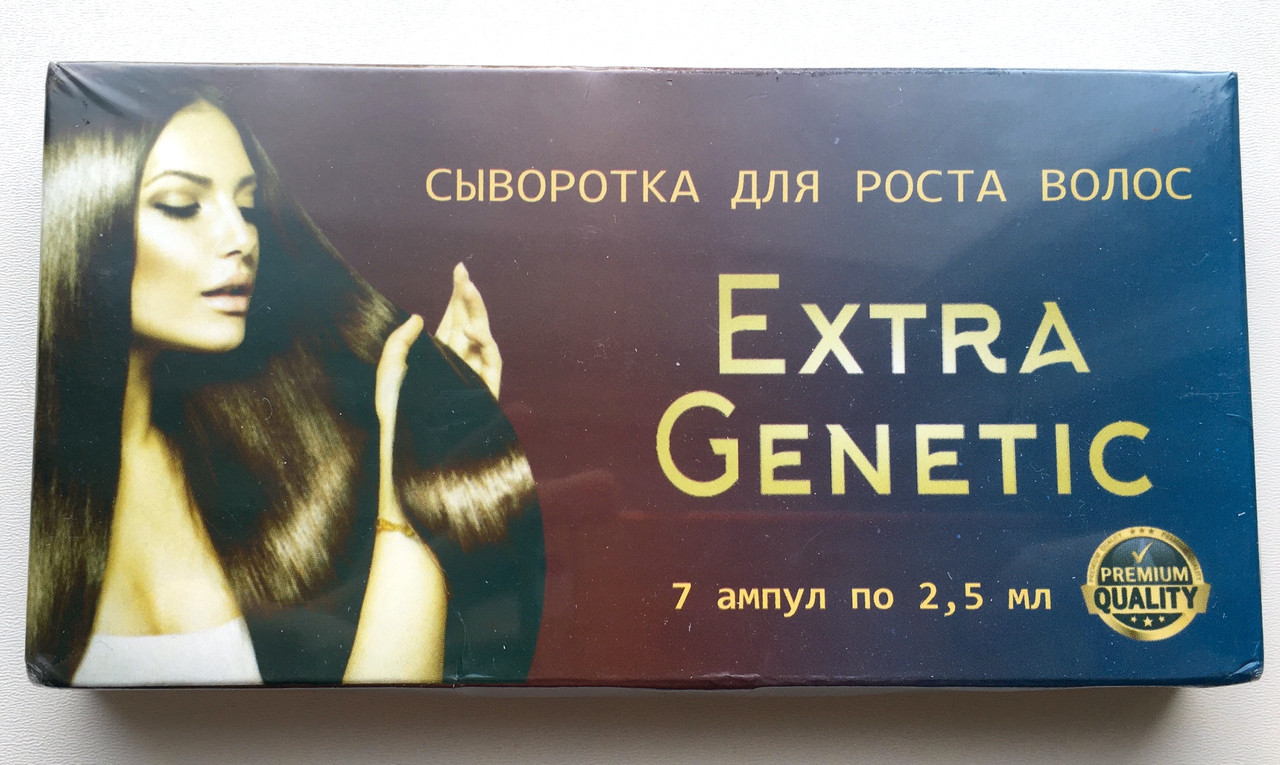 СЫВОРОТКА ДЛЯ РОСТА ВОЛОС
EXTRA
GENETIC
7 ампул по 2,5 мл
PREMIUM
QUALITY